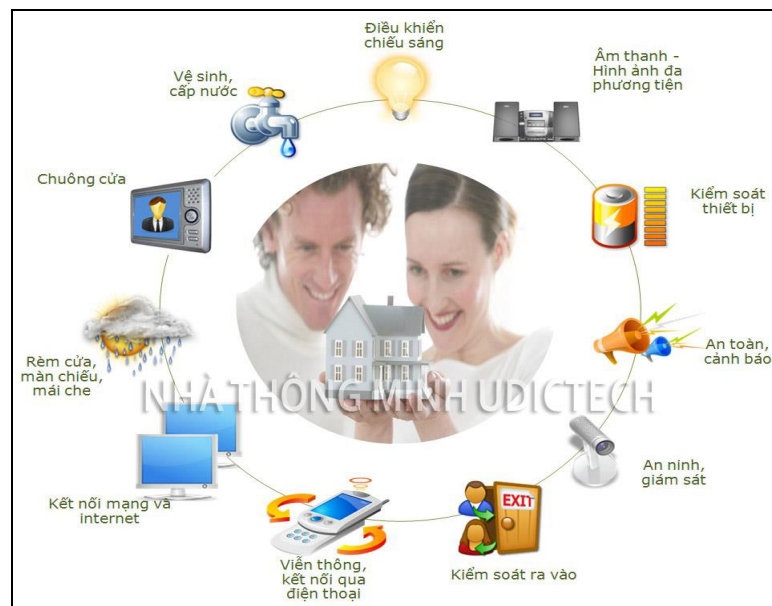 Điều khiển
chiếu sáng
Âm thanh -
Hình ảnh đa
phương tiện
Vệ sinh,
cấp nước
Chuông cửa
Kiểm soát
thiết bị
An toàn,
cảnh báo
Rèm cửa,
màn chiếu,
mái che
NHÀ THÔNG MINH UDICTECH
An ninh,
giám sát
Kết nối mạng và
internet
EXIT
Viễn thông,
kết nối qua
điện thoại
Kiểm soát ra vào